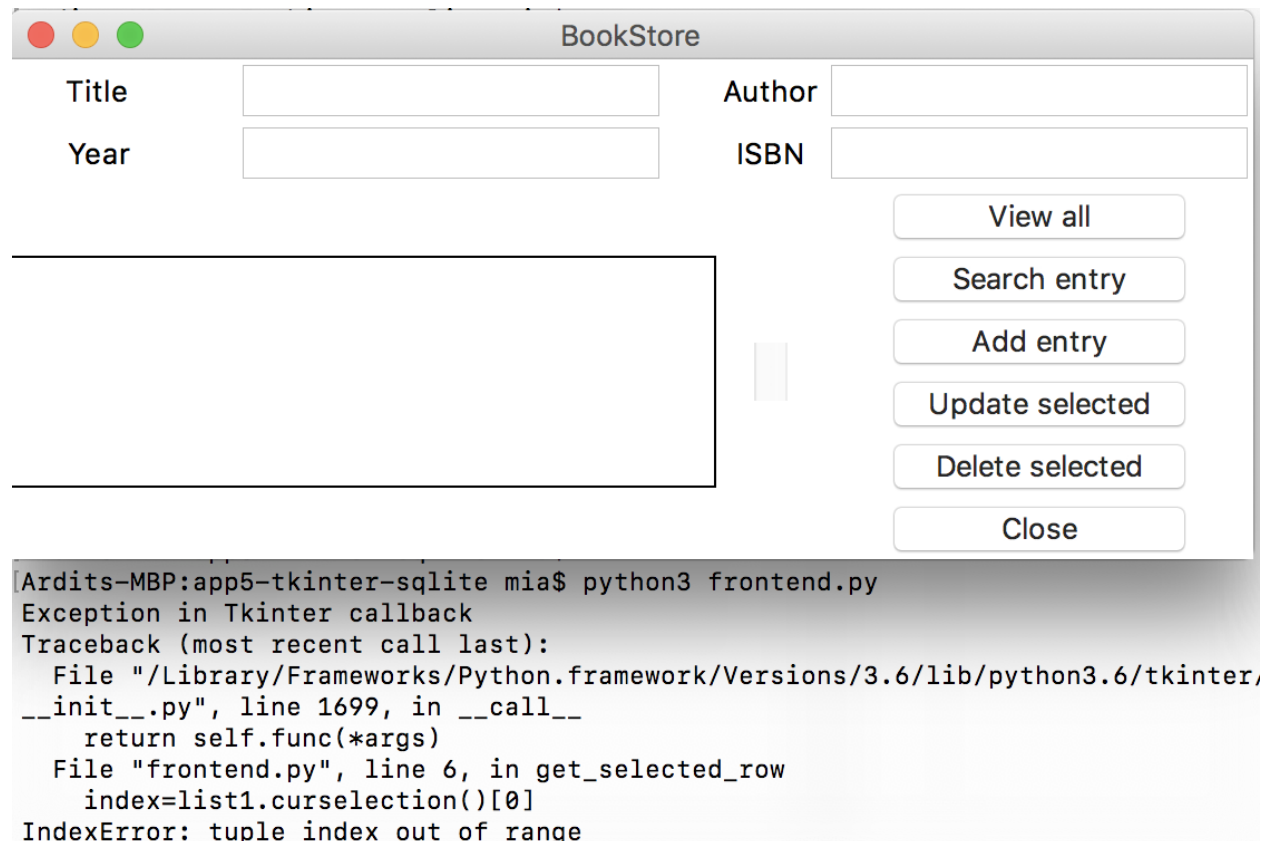 BookStore
Title Author
Year ISBN
View all
Search entry
Add entry
Update selected
Delete selected
Close
[Ardits-MBP:app5-tkinter-sqlite mia$ python3 frontend.py
Exception in Tkinter callback
Traceback (most recent call last):
  File "/Library/Frameworks/Python.framework/Versions/3.6/lib/python3.6/tkinter/
__init__.py", line 1699, in __call__
    return self.func(*args)
  File "frontend.py", line 6, in get_selected_row
    index=list1.curselection()[0]
IndexError: tuple index out of range